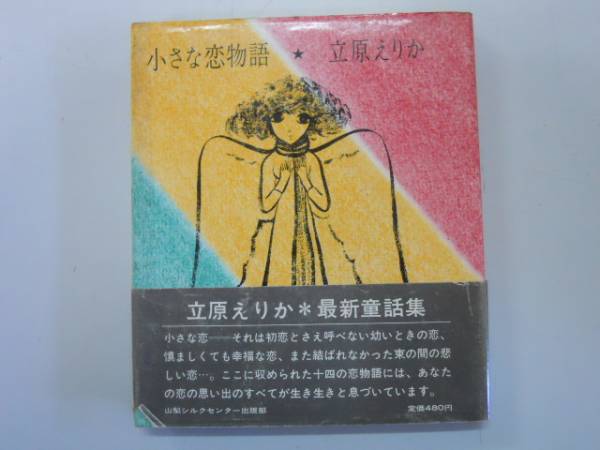 小さな恋物語 ★ 立原えりか
立原えりか＊最新童話集
小さな恋──それは初恋とさえ呼べない幼いときの恋、
慎ましくても幸福な恋、また結ばれなかった束の間の悲
しい恋…。ここに収められた十四の恋物語には、あなた
の恋の思い出のすべてが生き生きと息づいています。
山梨シルクセンター出版部
定価480円